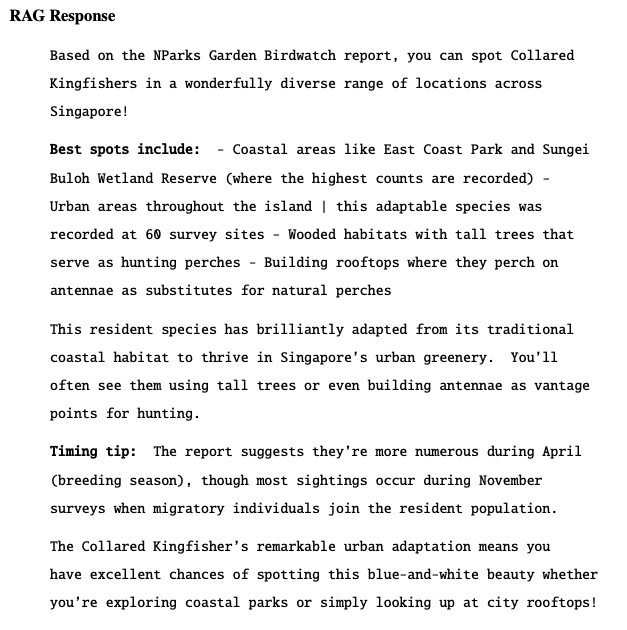 RAG Response
Based on the NParks Garden Birdwatch report, you can spot Collared
Kingfishers in a wonderfully diverse range of locations across
Singapore!
Best spots include:  - Coastal areas like East Coast Park and Sungei
Buloh Wetland Reserve (where the highest counts are recorded) -
Urban areas throughout the island | this adaptable species was
recorded at 60 survey sites - Wooded habitats with tall trees that
serve as hunting perches - Building rooftops where they perch on
antennae as substitutes for natural perches
This resident species has brilliantly adapted from its traditional
coastal habitat to thrive in Singapore's urban greenery.  You'll
often see them using tall trees or even building antennae as vantage
points for hunting.
Timing tip:  The report suggests they're more numerous during April
(breeding season), though most sightings occur during November
surveys when migratory individuals join the resident population.
The Collared Kingfisher's remarkable urban adaptation means you
have excellent chances of spotting this blue-and-white beauty whether
you're exploring coastal parks or simply looking up at city rooftops!